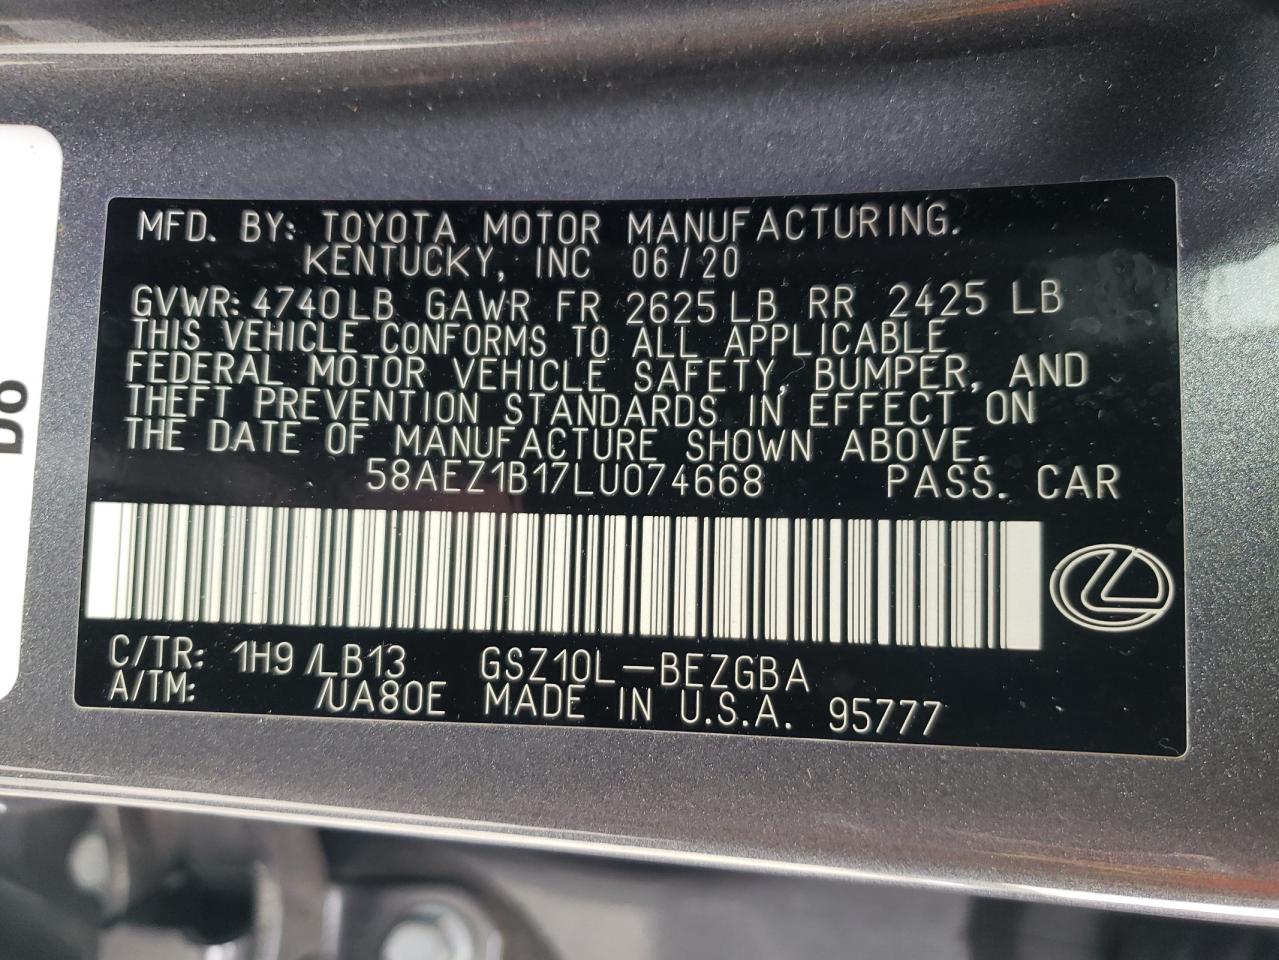 MFD. BY: TOYOTA MOTOR MANUFACTURING.
KENTUCKY, INC 06/20
GVWR: 4740LB GAWR FR 2625LB RR 2425 LB
THIS VEHICLE CONFORMS TO ALL APPLICABLE
FEDERAL MOTOR VEHICLE SAFETY, BUMPER, AND
THEFT PREVENTION STANDARDS IN EFFECT ON
THE DATE OF MANUFACTURE SHOWN ABOVE.
58AEZ1B17LU074668 PASS. CAR
C/TR: 1H9 /LB13 GSZ10L-BEZGBA
A/TM: /UA80E MADE IN U.S.A. 95777